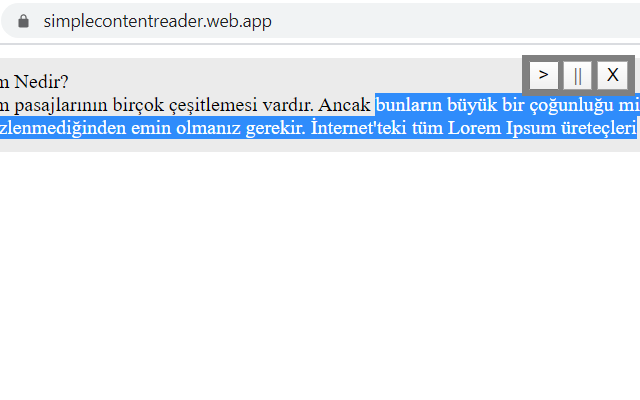 simplecontentreader.web.app
> || X
m Nedir?
m pasajlarının birçok çeşitlemesi vardır. Ancak bunların büyük bir çoğunluğu mi
zlenmediğinden emin olmanız gerekir. İnternet'teki tüm Lorem Ipsum üreteçleri